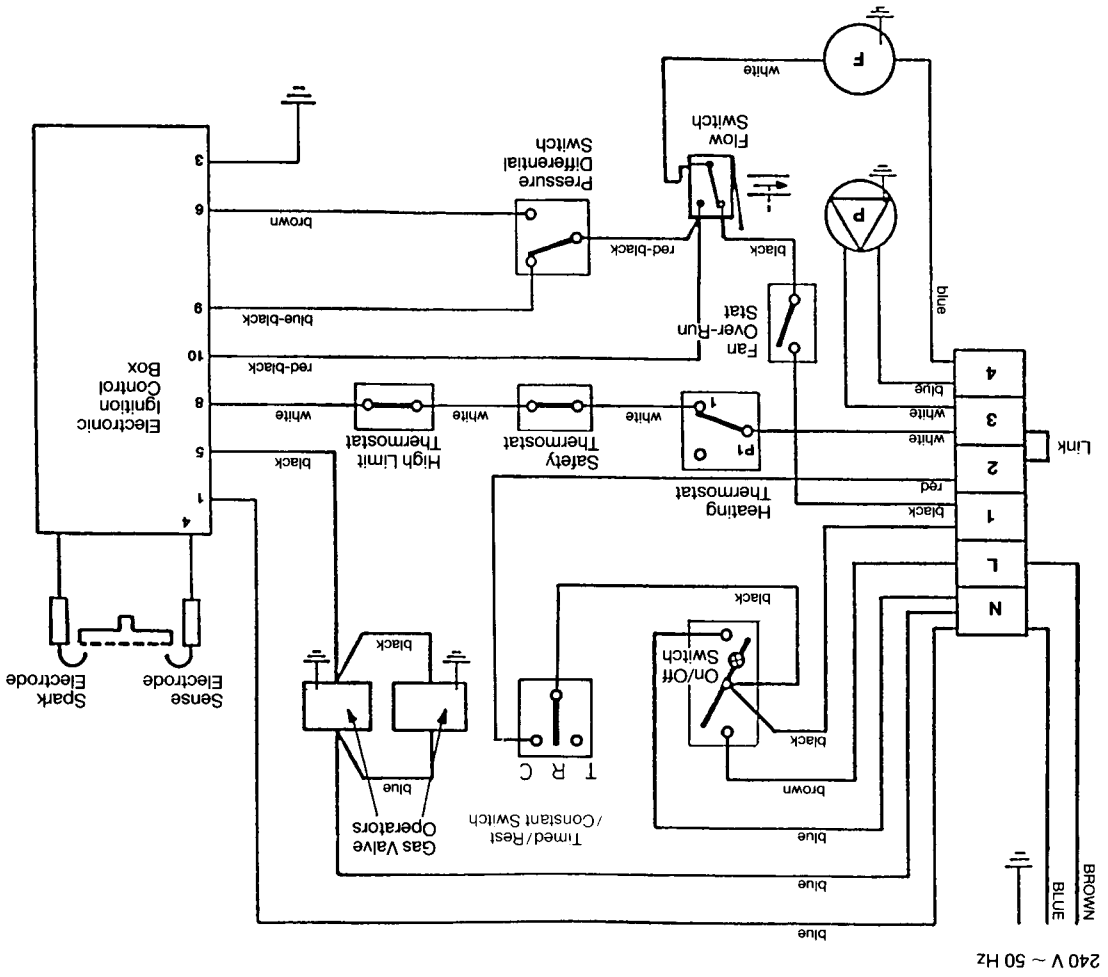 240 V ~ 50 Hz
BROWN
BLUE
blue
blue
blue
brown
black
On/Off
Switch
black
Timed/Rest
/Constant Switch
T R C
Gas Valve
Operators
blue
black
Sense
Electrode
Spark
Electrode
N
L
1
2
3
4
Link
black
red
white
white
blue
blue
Heating
Thermostat
P1
1
white
Safety
Thermostat
white
High Limit
Thermostat
white
4
1
5
8
10
6
9
3
black
Electronic
Ignition
Control
Box
red-black
blue-black
brown
Fan
Over-Run
Stat
black
red-black
Pressure
Differential
Switch
Flow
Switch
P
F
white